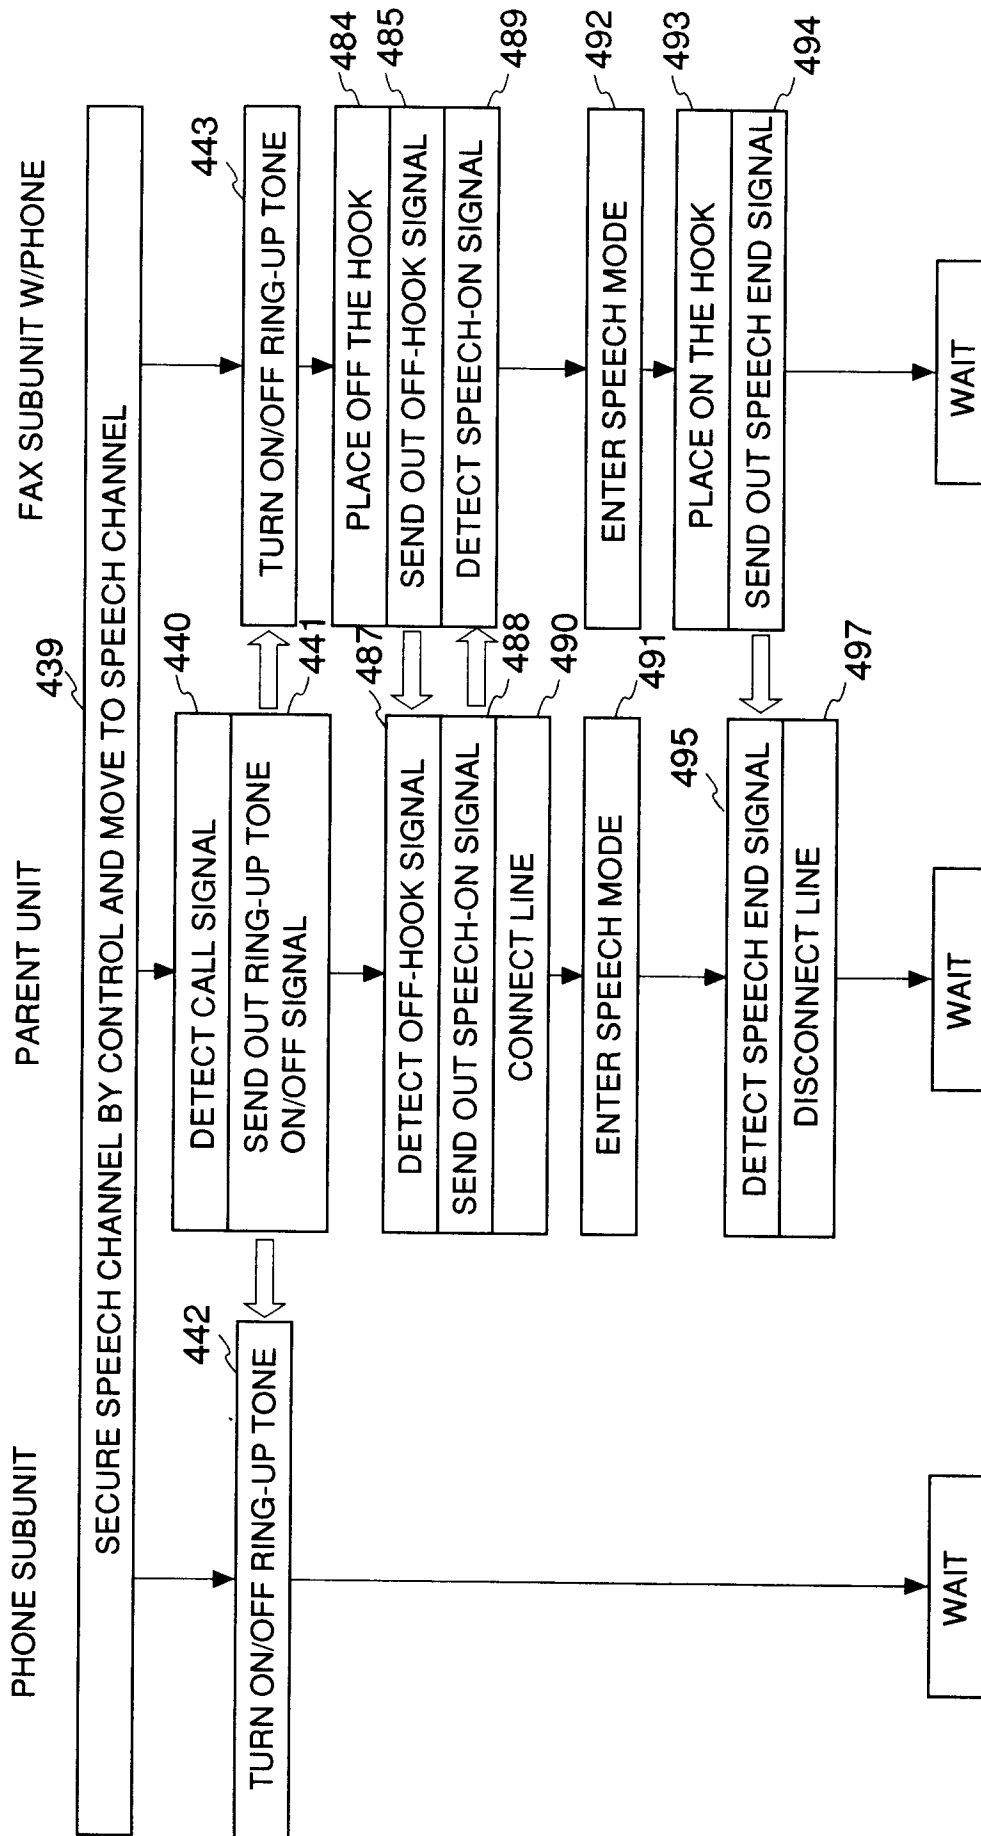 PHONE SUBUNIT
PARENT UNIT
FAX SUBUNIT W/PHONE
439
SECURE SPEECH CHANNEL BY CONTROL AND MOVE TO SPEECH CHANNEL
442
TURN ON/OFF RING-UP TONE
WAIT
440
DETECT CALL SIGNAL
441
SEND OUT RING-UP TONE
ON/OFF SIGNAL
487
DETECT OFF-HOOK SIGNAL
488
SEND OUT SPEECH-ON SIGNAL
490
CONNECT LINE
491
ENTER SPEECH MODE
495
DETECT SPEECH END SIGNAL
497
DISCONNECT LINE
WAIT
443
TURN ON/OFF RING-UP TONE
484
PLACE OFF THE HOOK
485
SEND OUT OFF-HOOK SIGNAL
489
DETECT SPEECH-ON SIGNAL
492
ENTER SPEECH MODE
493
PLACE ON THE HOOK
494
SEND OUT SPEECH END SIGNAL
WAIT